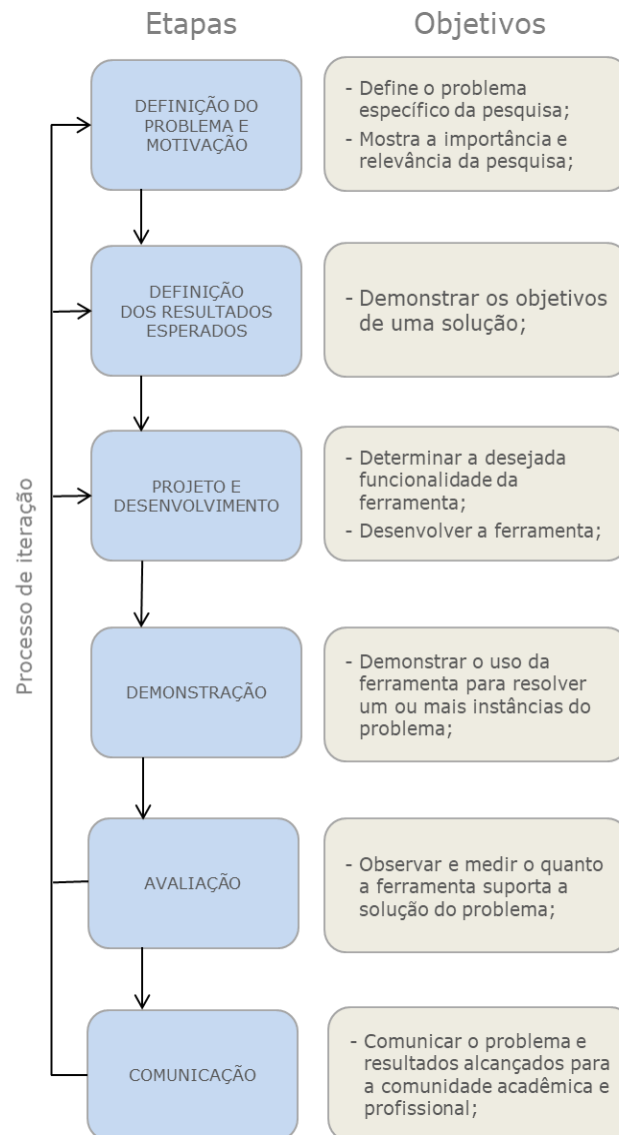 Etapas
Objetivos
DEFINIÇÃO DO
PROBLEMA E
MOTIVAÇÃO
- Define o problema
específico da pesquisa;
- Mostra a importância e
relevância da pesquisa;
DEFINIÇÃO
DOS RESULTADOS
ESPERADOS
- Demonstrar os objetivos
de uma solução;
PROJETO E
DESENVOLVIMENTO
- Determinar a desejada
funcionalidade da
ferramenta;
- Desenvolver a ferramenta;
Processo de iteração
DEMONSTRAÇÃO
- Demonstrar o uso da
ferramenta para resolver
um ou mais instâncias do
problema;
AVALIAÇÃO
- Observar e medir o quanto
a ferramenta suporta a
solução do problema;
COMUNICAÇÃO
- Comunicar o problema e
resultados alcançados para
a comunidade acadêmica e
profissional;